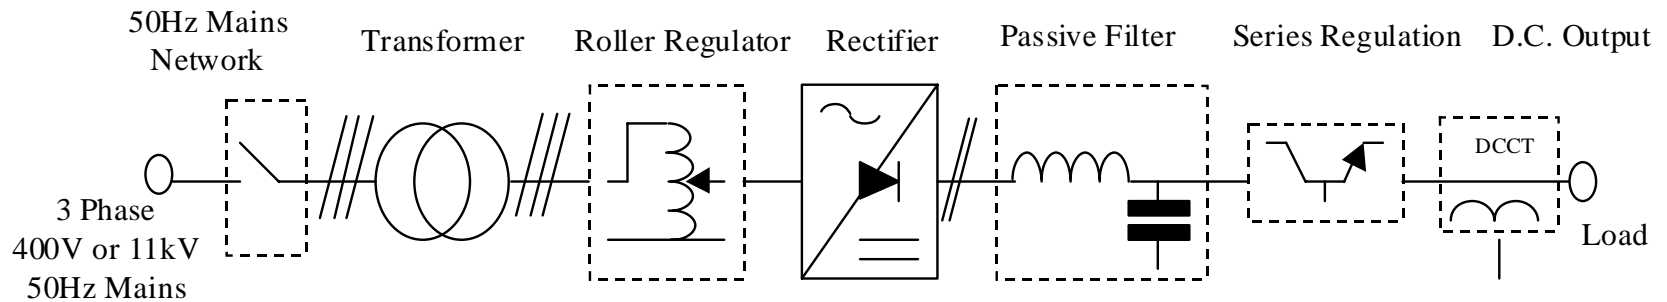 50Hz Mains
Network
Transformer
Roller Regulator
Rectifier
Passive Filter
Series Regulation
D.C. Output
DCCT
3 Phase
400V or 11kV
50Hz Mains
Load